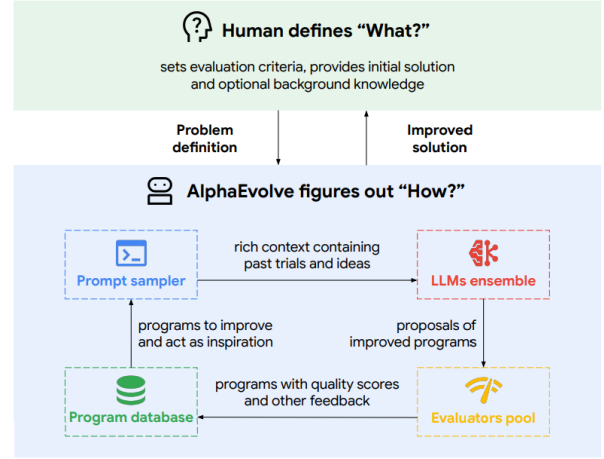 Human defines “What?”
sets evaluation criteria, provides initial solution
and optional background knowledge
Problem
definition
Improved
solution
AlphaEvolve figures out “How?”
Prompt sampler
rich context containing
past trials and ideas
LLMs ensemble
programs to improve
and act as inspiration
proposals of
improved programs
Program database
programs with quality scores
and other feedback
Evaluators pool